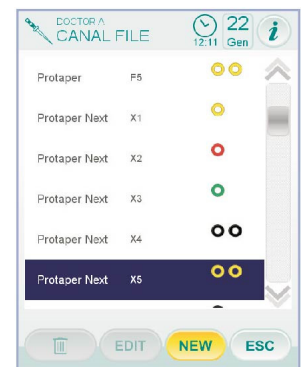 DOCTOR A
CANAL FILE
12:11
22
Gen
i
Protaper F5
Protaper Next X1
Protaper Next X2
Protaper Next X3
Protaper Next X4
Protaper Next X5
EDIT
NEW
ESC